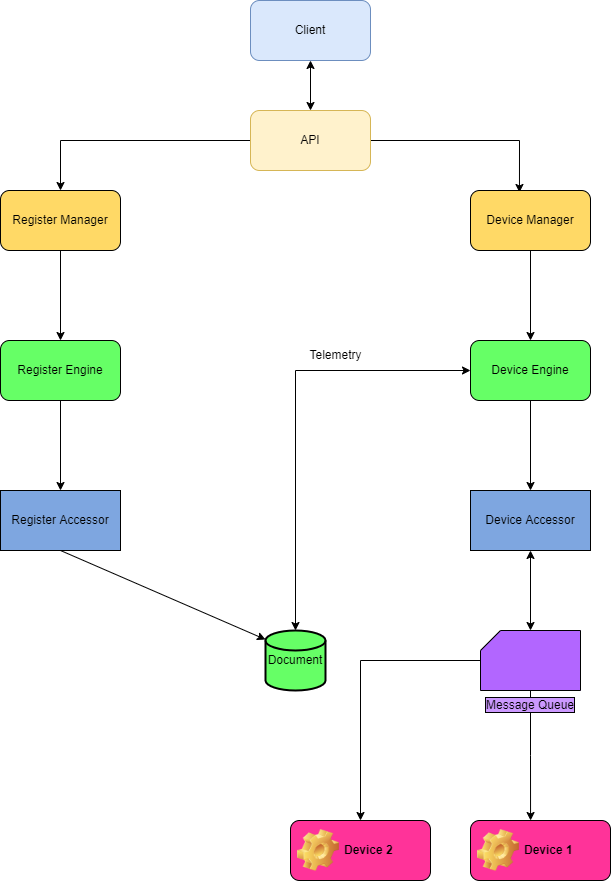 Client
API
Register Manager
Device Manager
Telemetry
Register Engine
Device Engine
Register Accessor
Device Accessor
Document
Message Queue
Device 2
Device 1